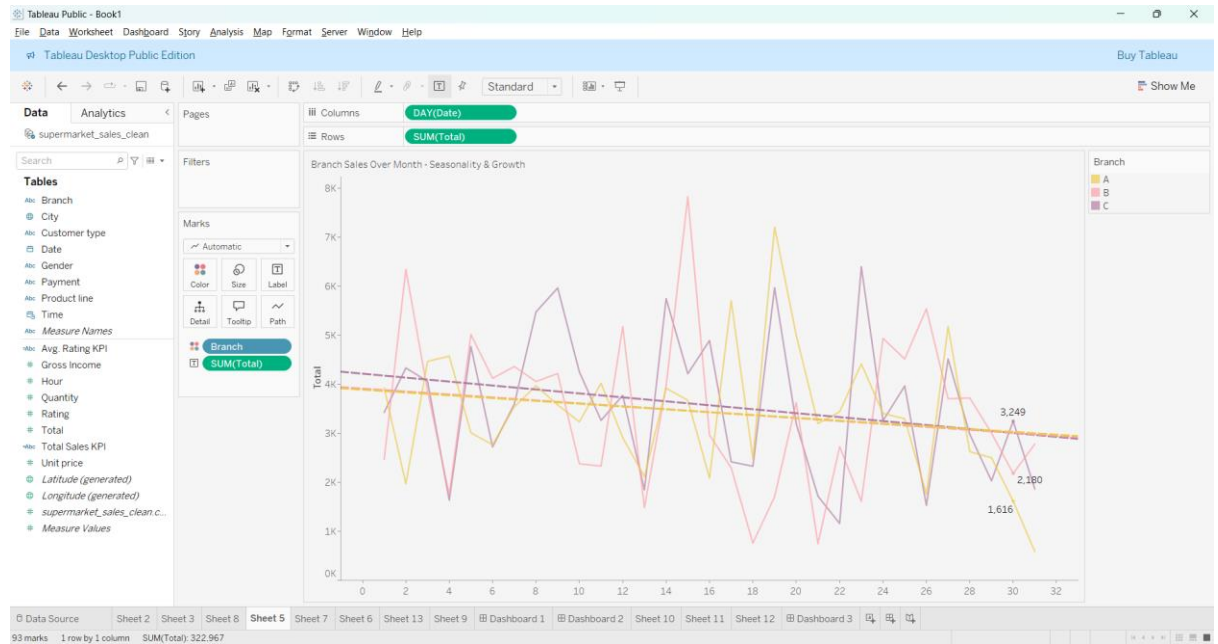 Tableau Public - Book1
File Data Worksheet Dashboard Story Analysis Map Format Server Window Help
Tableau Desktop Public Edition
Buy Tableau
Standard
Show Me
Data Analytics
supermarket_sales_clean
Search
Tables
Abc Branch
City
Abc Customer type
Date
Abc Gender
Abc Payment
Abc Product line
Time
Abc Measure Names
=Abc Avg. Rating KPI
# Gross Income
# Hour
# Quantity
# Rating
# Total
=Abc Total Sales KPI
# Unit price
Latitude (generated)
Longitude (generated)
# supermarket_sales_clean.c...
# Measure Values
Pages
Filters
Marks
Automatic
Color Size Label
Detail Tooltip Path
Branch
SUM(Total)
Columns DAY(Date)
Rows SUM(Total)
Branch Sales Over Month - Seasonality & Growth
8K
7K
6K
5K
4K
3K
2K
1K
0K
Total
3,249
2,180
1,616
0 2 4 6 8 10 12 14 16 18 20 22 24 26 28 30 32
Branch
A
B
C
Data Source Sheet 2 Sheet 3 Sheet 8 Sheet 5 Sheet 7 Sheet 6 Sheet 13 Sheet 9 Dashboard 1 Dashboard 2 Sheet 10 Sheet 11 Sheet 12 Dashboard 3
93 marks 1 row by 1 column SUM(Total): 322,967